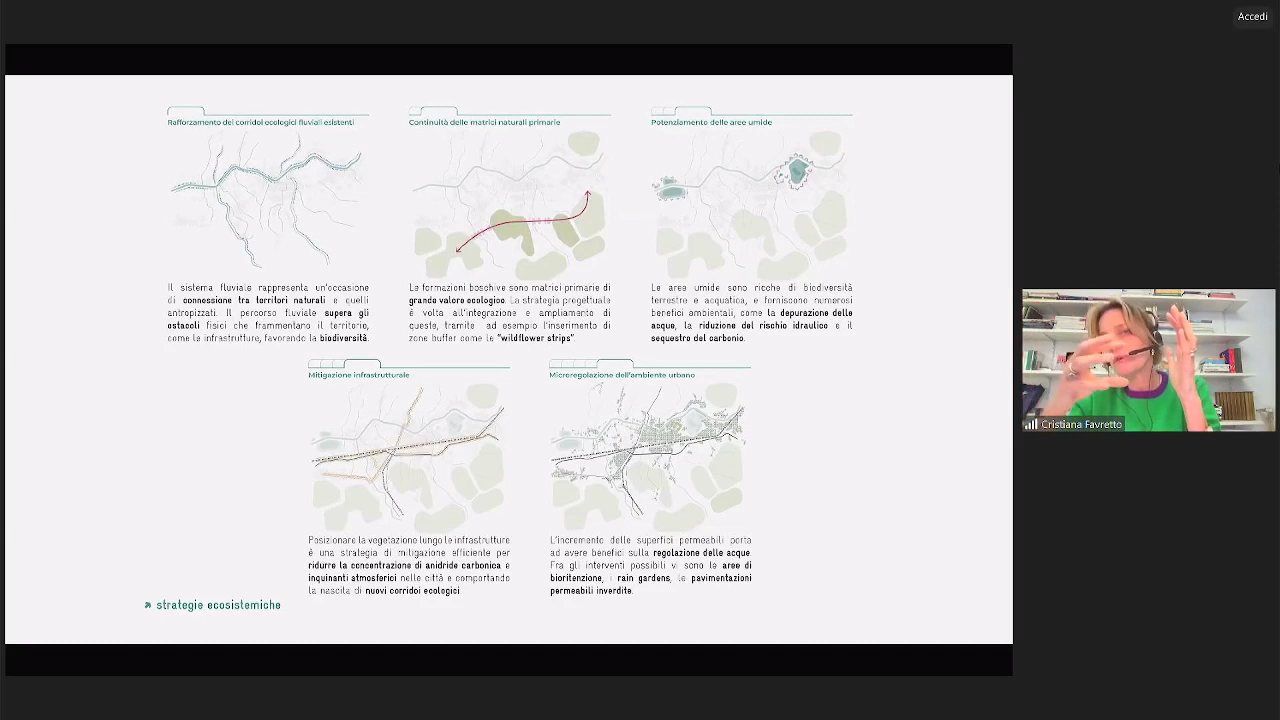 Accedi
Rafforzamento dei corridoi ecologici fluviali esistenti
Il sistema fluviale rappresenta un'occasione
di connessione tra territori naturali e quelli
antropizzati. Il percorso fluviale supera gli
ostacoli fisici che frammentano il territorio,
come le infrastrutture, favorendo la biodiversità.
Continuità delle matrici naturali primarie
Le formazioni boschive sono matrici primarie di
grande valore ecologico. La strategia progettuale
è volta all'integrazione e ampliamento di
queste, tramite ad esempio l'inserimento di
zone buffer come le "wildflower strips"
Potenziamento delle aree umide
Le aree umide sono ricche di biodiversità
terrestre e acquatica, e forniscono numerosi
benefici ambientali, come la depurazione delle
acque, la riduzione del rischio idraulico e il
sequestro del carbonio.
Mitigazione infrastrutturale
Posizionare la vegetazione lungo le infrastrutture
è una strategia di mitigazione efficiente per
ridurre la concentrazione di anidride carbonica e
inquinanti atmosferici nelle città e comportando
la nascita di nuovi corridoi ecologici.
Microregolazione dell'ambiente urbano
L'incremento delle superfici permeabili porta
ad avere benefici sulla regolazione delle acque.
Fra gli interventi possibili vi sono le aree di
bioritenzione, i rain gardens, le pavimentazioni
permeabili inverdite.
strategie ecosistemiche
Cristiana Favretto